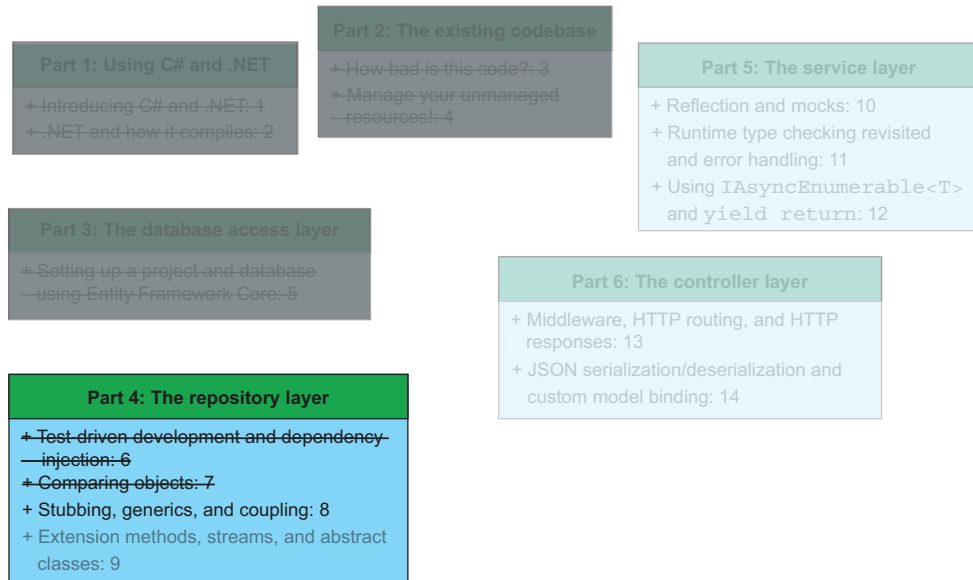 Part 1: Using C# and .NET
+ Introducing C# and .NET: 1
+ .NET and how it compiles: 2
Part 2: The existing codebase
+ How bad is this code?: 3
+ Manage your unmanaged
resources!: 4
Part 5: The service layer
+ Reflection and mocks: 10
+ Runtime type checking revisited
and error handling: 11
+ Using IAsyncEnumerable<T>
and yield return: 12
Part 3: The database access layer
+ Setting up a project and database
using Entity Framework Core: 5
Part 6: The controller layer
+ Middleware, HTTP routing, and HTTP
responses: 13
+ JSON serialization/deserialization and
custom model binding: 14
Part 4: The repository layer
+ Test-driven development and dependency
injection: 6
+ Comparing objects: 7
+ Stubbing, generics, and coupling: 8
+ Extension methods, streams, and abstract
classes: 9